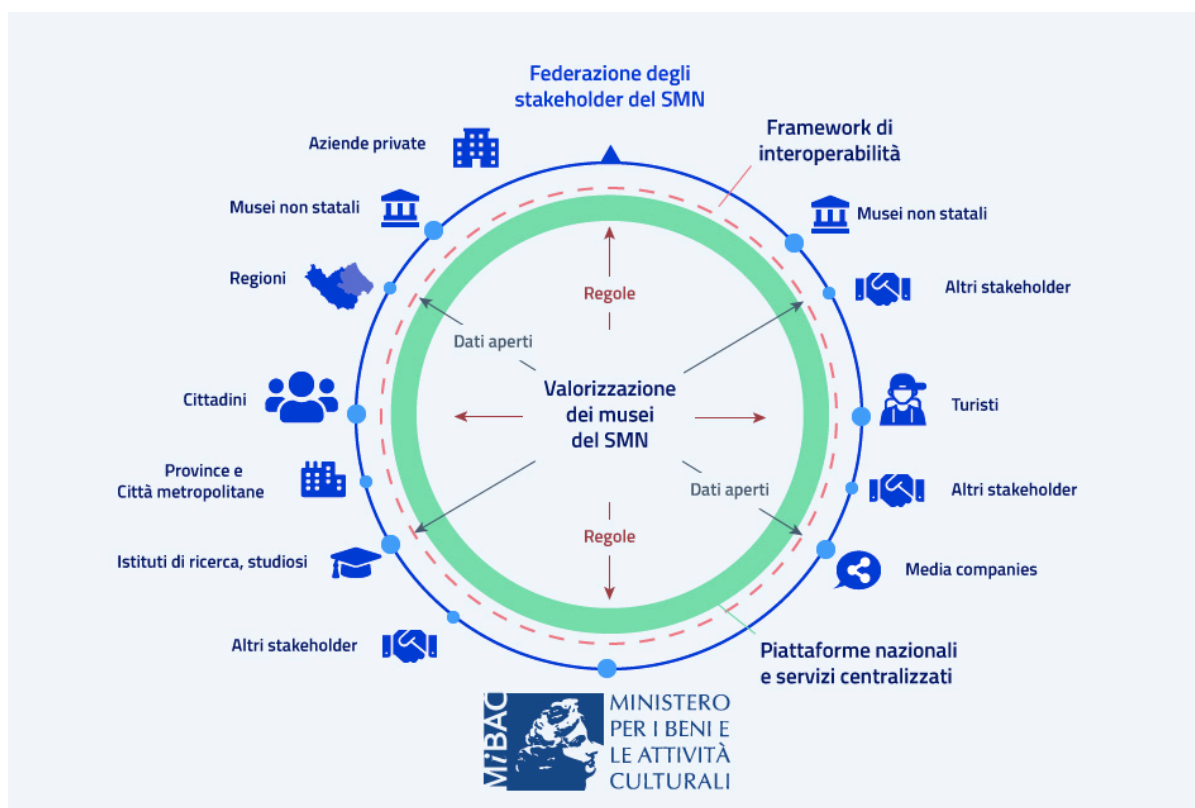 Federazione degli
stakeholder del SMN
Aziende private
Framework di
interoperabilità
Musei non statali
Musei non statali
Regioni
Altri stakeholder
Regole
Dati aperti
Cittadini
Valorizzazione
dei musei
del SMN
Turisti
Province e
Città metropolitane
Dati aperti
Altri stakeholder
Regole
Istituti di ricerca, studiosi
Media companies
Altri stakeholder
Piattaforme nazionali
e servizi centralizzati
MiBAC
MINISTERO
PER I BENI E
LE ATTIVITÀ
CULTURALI